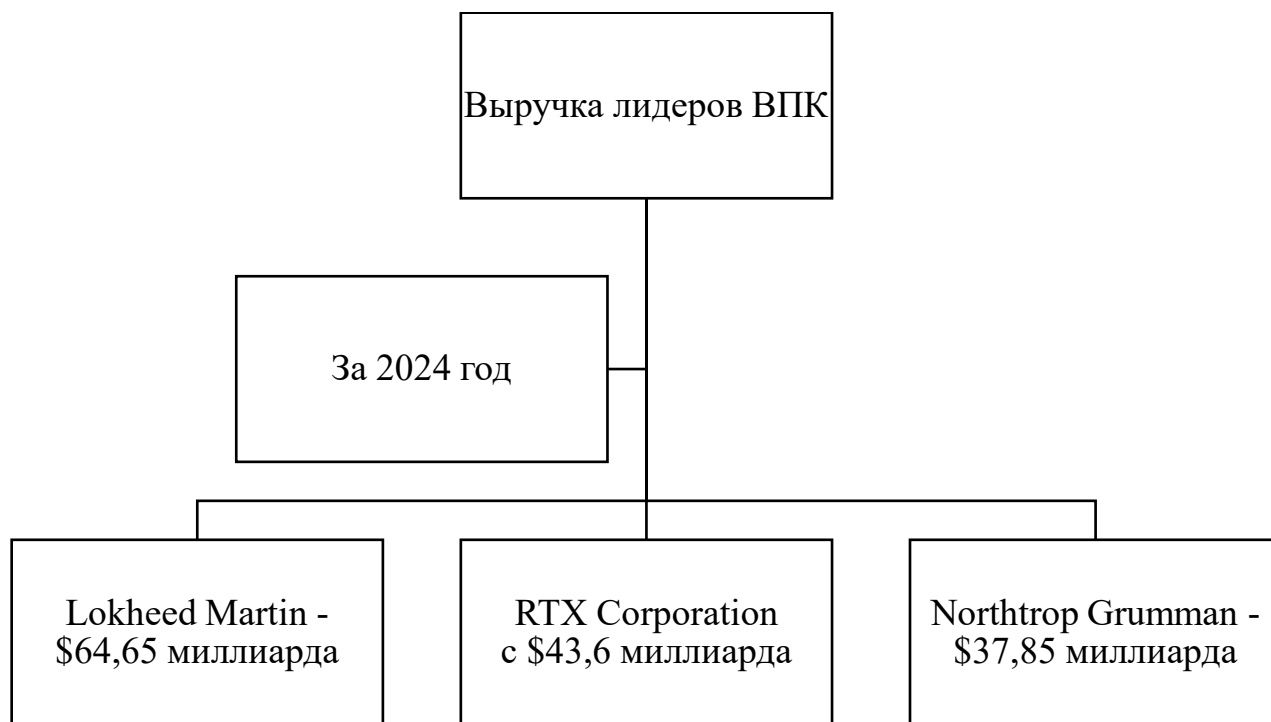 Выручка лидеров ВПК
За 2024 год
Lokheed Martin -
$64,65 миллиарда
RTX Corporation
с $43,6 миллиарда
Northtrop Grumman -
$37,85 миллиарда